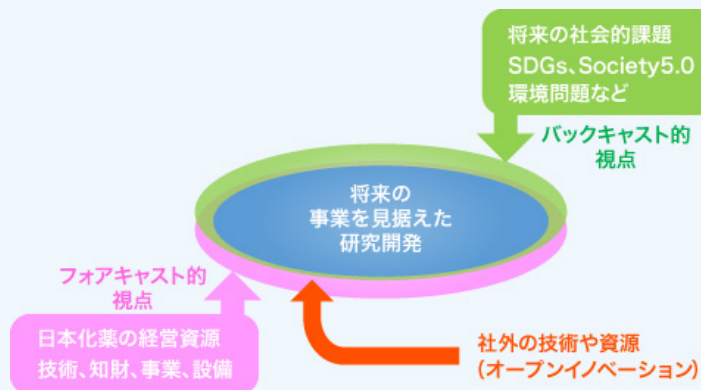 将来の社会的課題
SDGs、Society5.0
環境問題など
バックキャスト的
視点
将来の
事業を見据えた
研究開発
フォアキャスト的
視点
日本化薬の経営資源
技術、知財、事業、設備
社外の技術や資源
(オープンイノベーション)